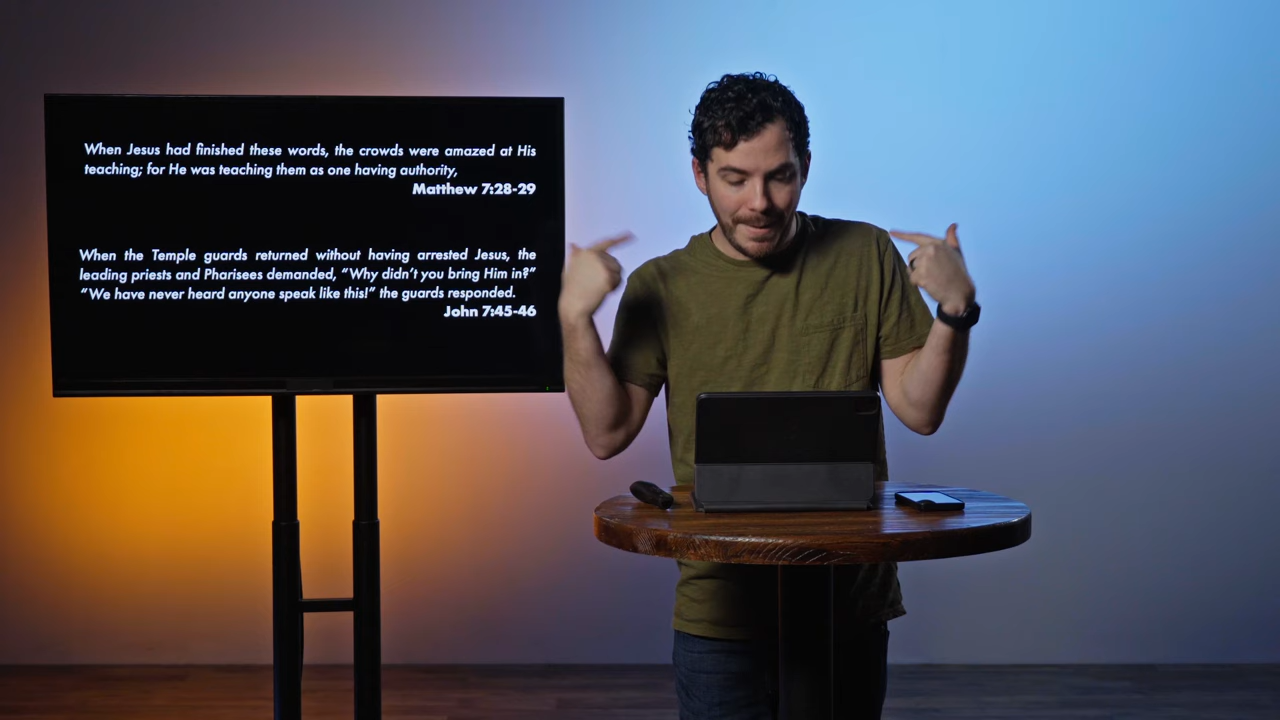 When Jesus had finished these words, the crowds were amazed at His
teaching; for He was teaching them as one having authority,
Matthew 7:28-29
When the Temple guards returned without having arrested Jesus, the
leading priests and Pharisees demanded, “Why didn’t you bring Him in?”
“We have never heard anyone speak like this!” the guards responded.
John 7:45-46